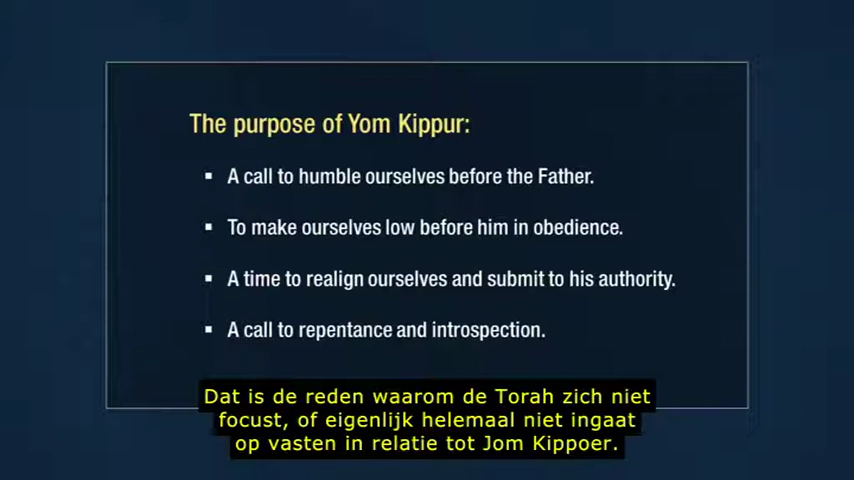 The purpose of Yom Kippur:
▪ A call to humble ourselves before the Father.
▪ To make ourselves low before him in obedience.
▪ A time to realign ourselves and submit to his authority.
▪ A call to repentance and introspection.
Dat is de reden waarom de Torah zich niet
focust, of eigenlijk helemaal niet ingaat
op vasten in relatie tot Jom Kippoer.